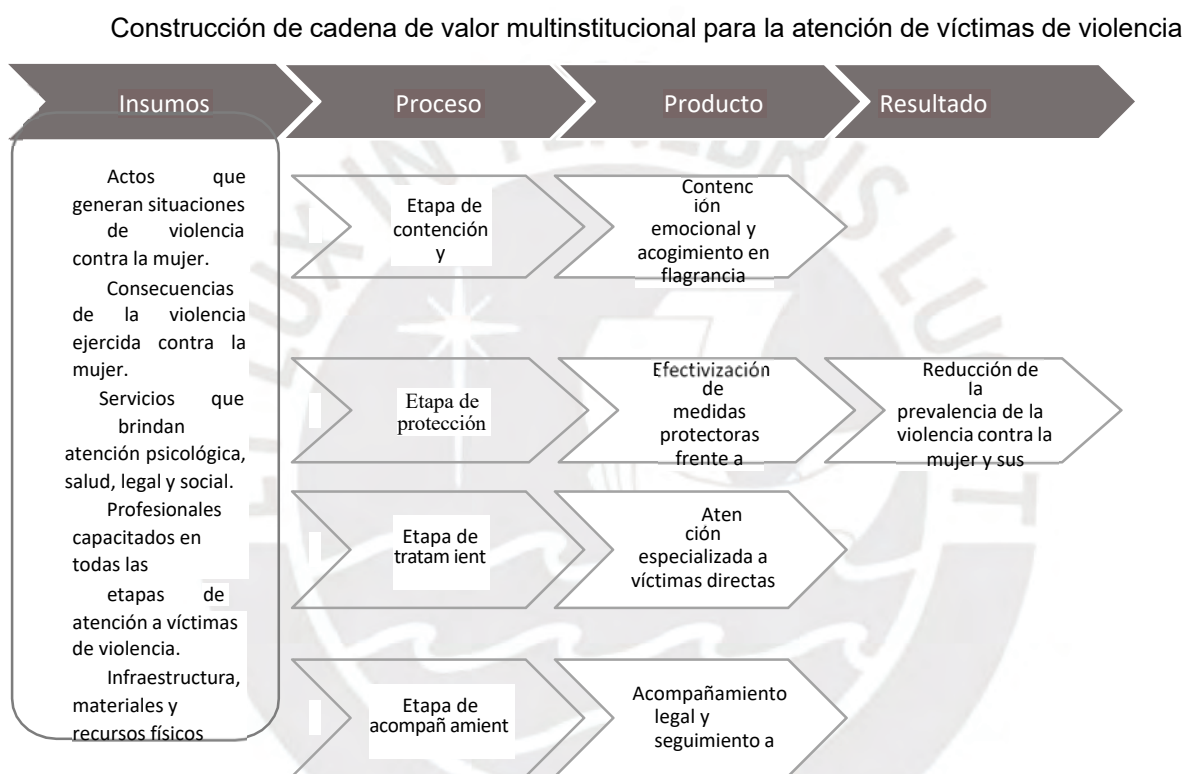 Construcción de cadena de valor multinstitucional para la atención de víctimas de violencia
Insumos
Proceso
Producto
Resultado
Actos que
generan situaciones
de violencia
contra la mujer.
Consecuencias
de la violencia
ejercida contra la
mujer.
Servicios que
brindan
atención psicológica,
salud, legal y social.
Profesionales
capacitados en
todas las
etapas de
atención a víctimas
de violencia.
Infraestructura,
materiales y
recursos físicos
Etapa de
contención
y
Contenc
ión
emocional y
acogimiento en
flagrancia
Etapa de
protección
Efectivización
de
medidas
protectoras
frente a
Reducción de
la
prevalencia de la
violencia contra la
mujer y sus
Etapa de
tratam ient
Aten
ción
especializada a
víctimas directas
Etapa de
acompañ amient
Acompañamiento
legal y
seguimiento a
LUX IN TENEBRIS LUCET